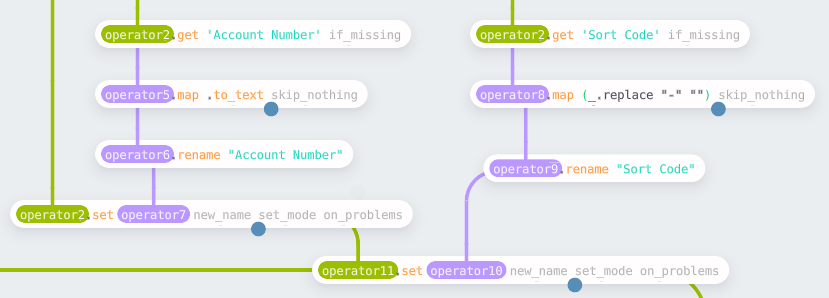 operator2.get 'Account Number' if_missing
operator2.get 'Sort Code' if_missing
operator5.map .to_text skip_nothing
operator8.map (_.replace "-" "") skip_nothing
operator6.rename "Account Number"
operator9.rename "Sort Code"
operator2.set operator7 new_name set_mode on_problems
operator11.set operator10 new_name set_mode on_problems